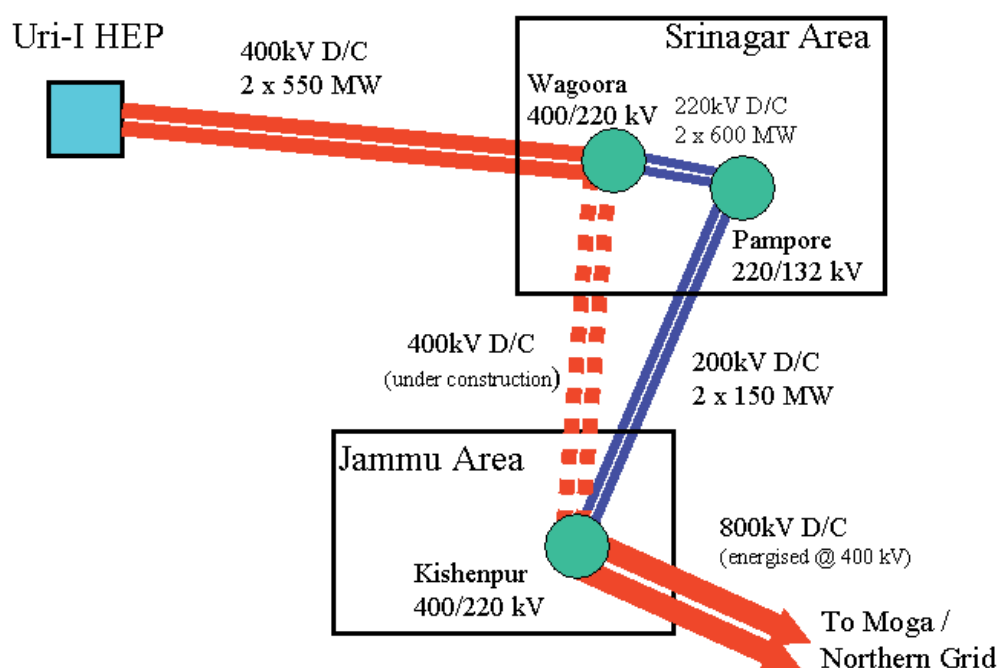 Uri-I HEP
400kV D/C
2 x 550 MW
Srinagar Area
Wagoora
400/220 kV
220kV D/C
2 x 600 MW
Pampore
220/132 kV
400kV D/C
(under construction)
200kV D/C
2 x 150 MW
Jammu Area
Kishenpur
400/220 kV
800kV D/C
(energised @ 400 kV)
To Moga /
Northern Grid